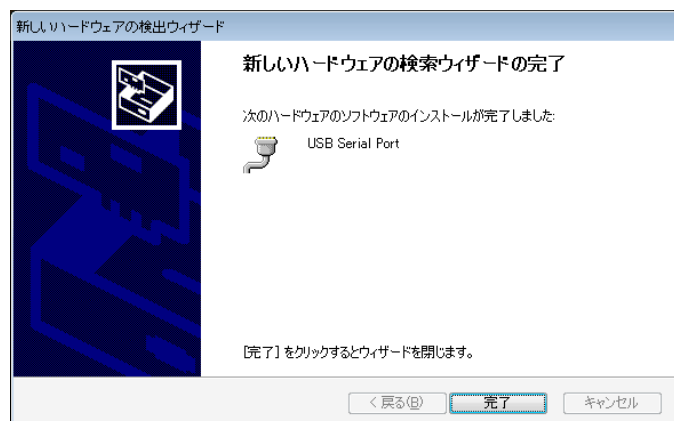 新しいハードウェアの検出ウィザード
新しいハードウェアの検索ウィザードの完了
次のハードウェアのソフトウェアのインストールが完了しました:
USB Serial Port
[完了] をクリックするとウィザードを閉じます。
< 戻る(B)
完了
キャンセル